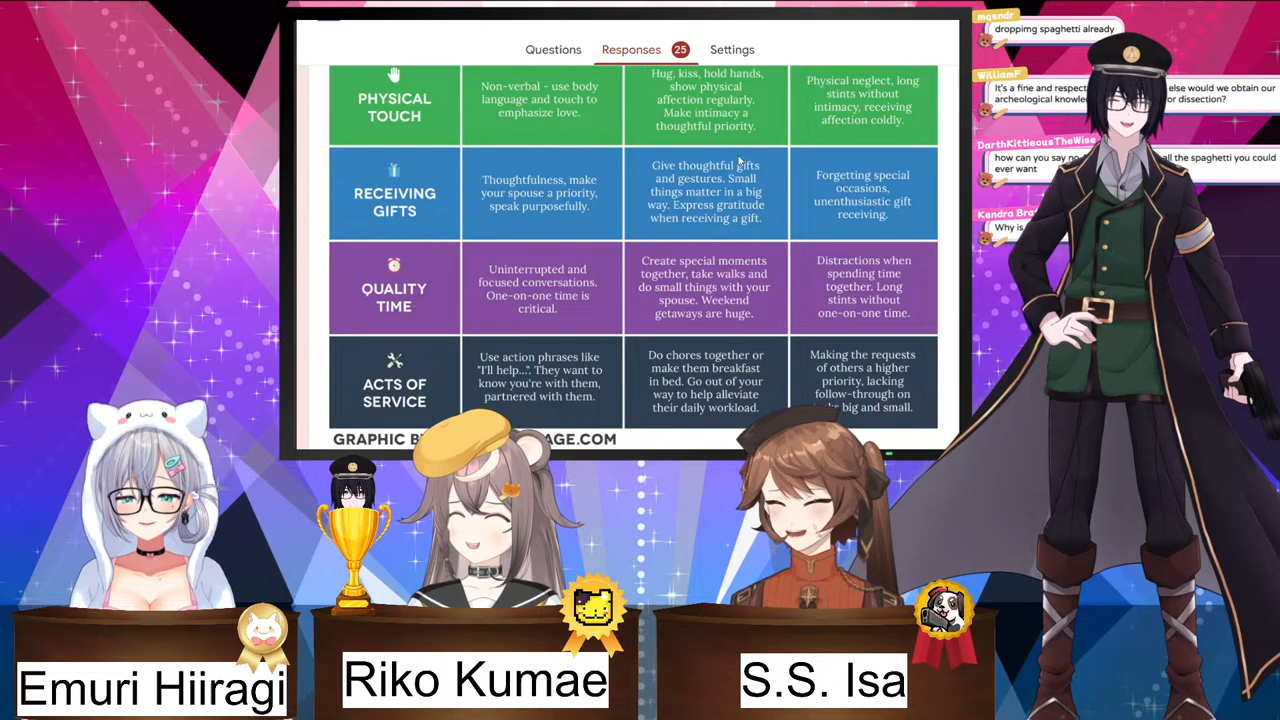 Questions
Responses
25
Settings
PHYSICAL
TOUCH
Non-verbal - use body
language and touch to
emphasize love.
Hug, kiss, hold hands,
show physical
affection regularly.
Make intimacy a
thoughtful priority.
Physical neglect, long
stints without
intimacy, receiving
affection coldly.
RECEIVING
GIFTS
Thoughtfulness, make
your spouse a priority,
speak purposefully.
Give thoughtful gifts
and gestures. Small
things matter in a big
way. Express gratitude
when receiving a gift.
Forgetting special
occasions,
unenthusiastic gift
receiving.
QUALITY
TIME
Uninterrupted and
focused conversations.
One-on-one time is
critical.
Create special moments
together, take walks and
do small things with your
spouse. Weekend
getaways are huge.
Distractions when
spending time
together. Long
stints without
one-on-one time.
ACTS OF
SERVICE
Use action phrases like
"I'll help...". They want to
know you're with them,
partnered with them.
Do chores together or
make them breakfast
in bed. Go out of your
way to help alleviate
their daily workload.
Making the requests
of others a higher
priority, lacking
follow-through on
big and small.
GRAPHIC AGE.COM
mqsndr
droppimg spaghetti already
WilliamF
It's a fine and respect else would we obtain our
archeological knowle for dissection?
DarthKittieousTheWise
how can you say no all the spaghetti you could
ever want
Kendra Bra
Why is
Emuri Hiiragi
Riko Kumae
S.S. Isa